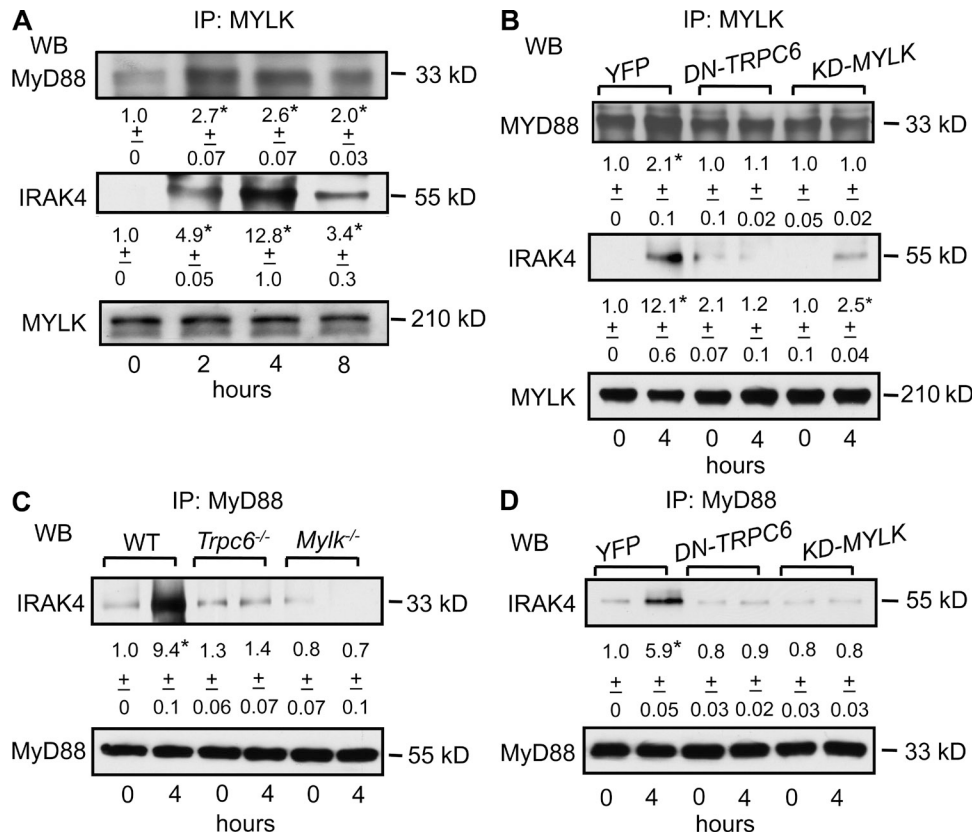 A
IP: MYLK
WB
MyD88
33 kD
1.0 2.7* 2.6* 2.0*
± ± ± ±
0 0.07 0.07 0.03
IRAK4
55 kD
1.0 4.9* 12.8* 3.4*
± ± ± ±
0 0.05 1.0 0.3
MYLK
210 kD
0 2 4 8
hours
B
IP: MYLK
WB
YFP DN-TRPC6 KD-MYLK
MYD88
33 kD
1.0 2.1* 1.0 1.1 1.0 1.0
± ± ± ± ± ±
0 0.1 0.1 0.02 0.05 0.02
IRAK4
55 kD
1.0 12.1* 2.1 1.2 1.0 2.5*
± ± ± ± ± ±
0 0.6 0.07 0.1 0.1 0.04
MYLK
210 kD
0 4 0 4 0 4
hours
C
IP: MyD88
WB
WT Trpc6-/- Mylk-/-
IRAK4
33 kD
1.0 9.4* 1.3 1.4 0.8 0.7
± ± ± ± ± ±
0 0.1 0.06 0.07 0.07 0.1
MyD88
55 kD
0 4 0 4 0 4
hours
D
IP: MyD88
WB
YFP DN-TRPC6 KD-MYLK
IRAK4
55 kD
1.0 5.9* 0.8 0.9 0.8 0.8
± ± ± ± ± ±
0 0.05 0.03 0.02 0.03 0.03
MyD88
33 kD
0 4 0 4 0 4
hours